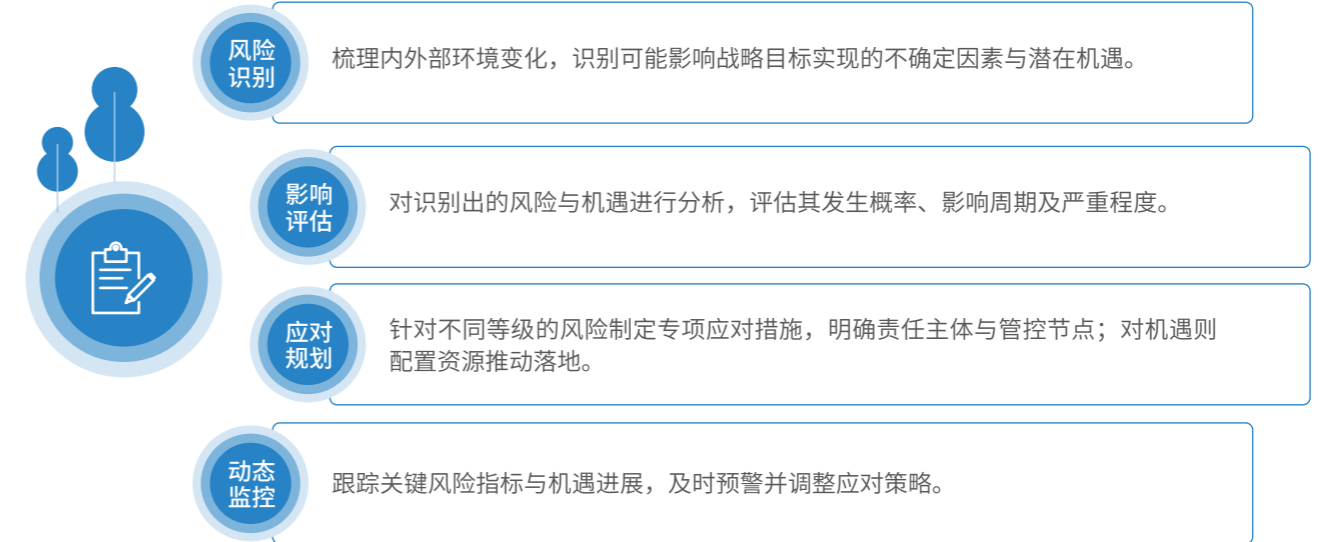 风险
识别
梳理内外部环境变化，识别可能影响战略目标实现的不确定因素与潜在机遇。
影响
评估
对识别出的风险与机遇进行分析，评估其发生概率、影响周期及严重程度。
应对
规划
针对不同等级的风险制定专项应对措施，明确责任主体与管控节点；对机遇则
配置资源推动落地。
动态
监控
跟踪关键风险指标与机遇进展，及时预警并调整应对策略。